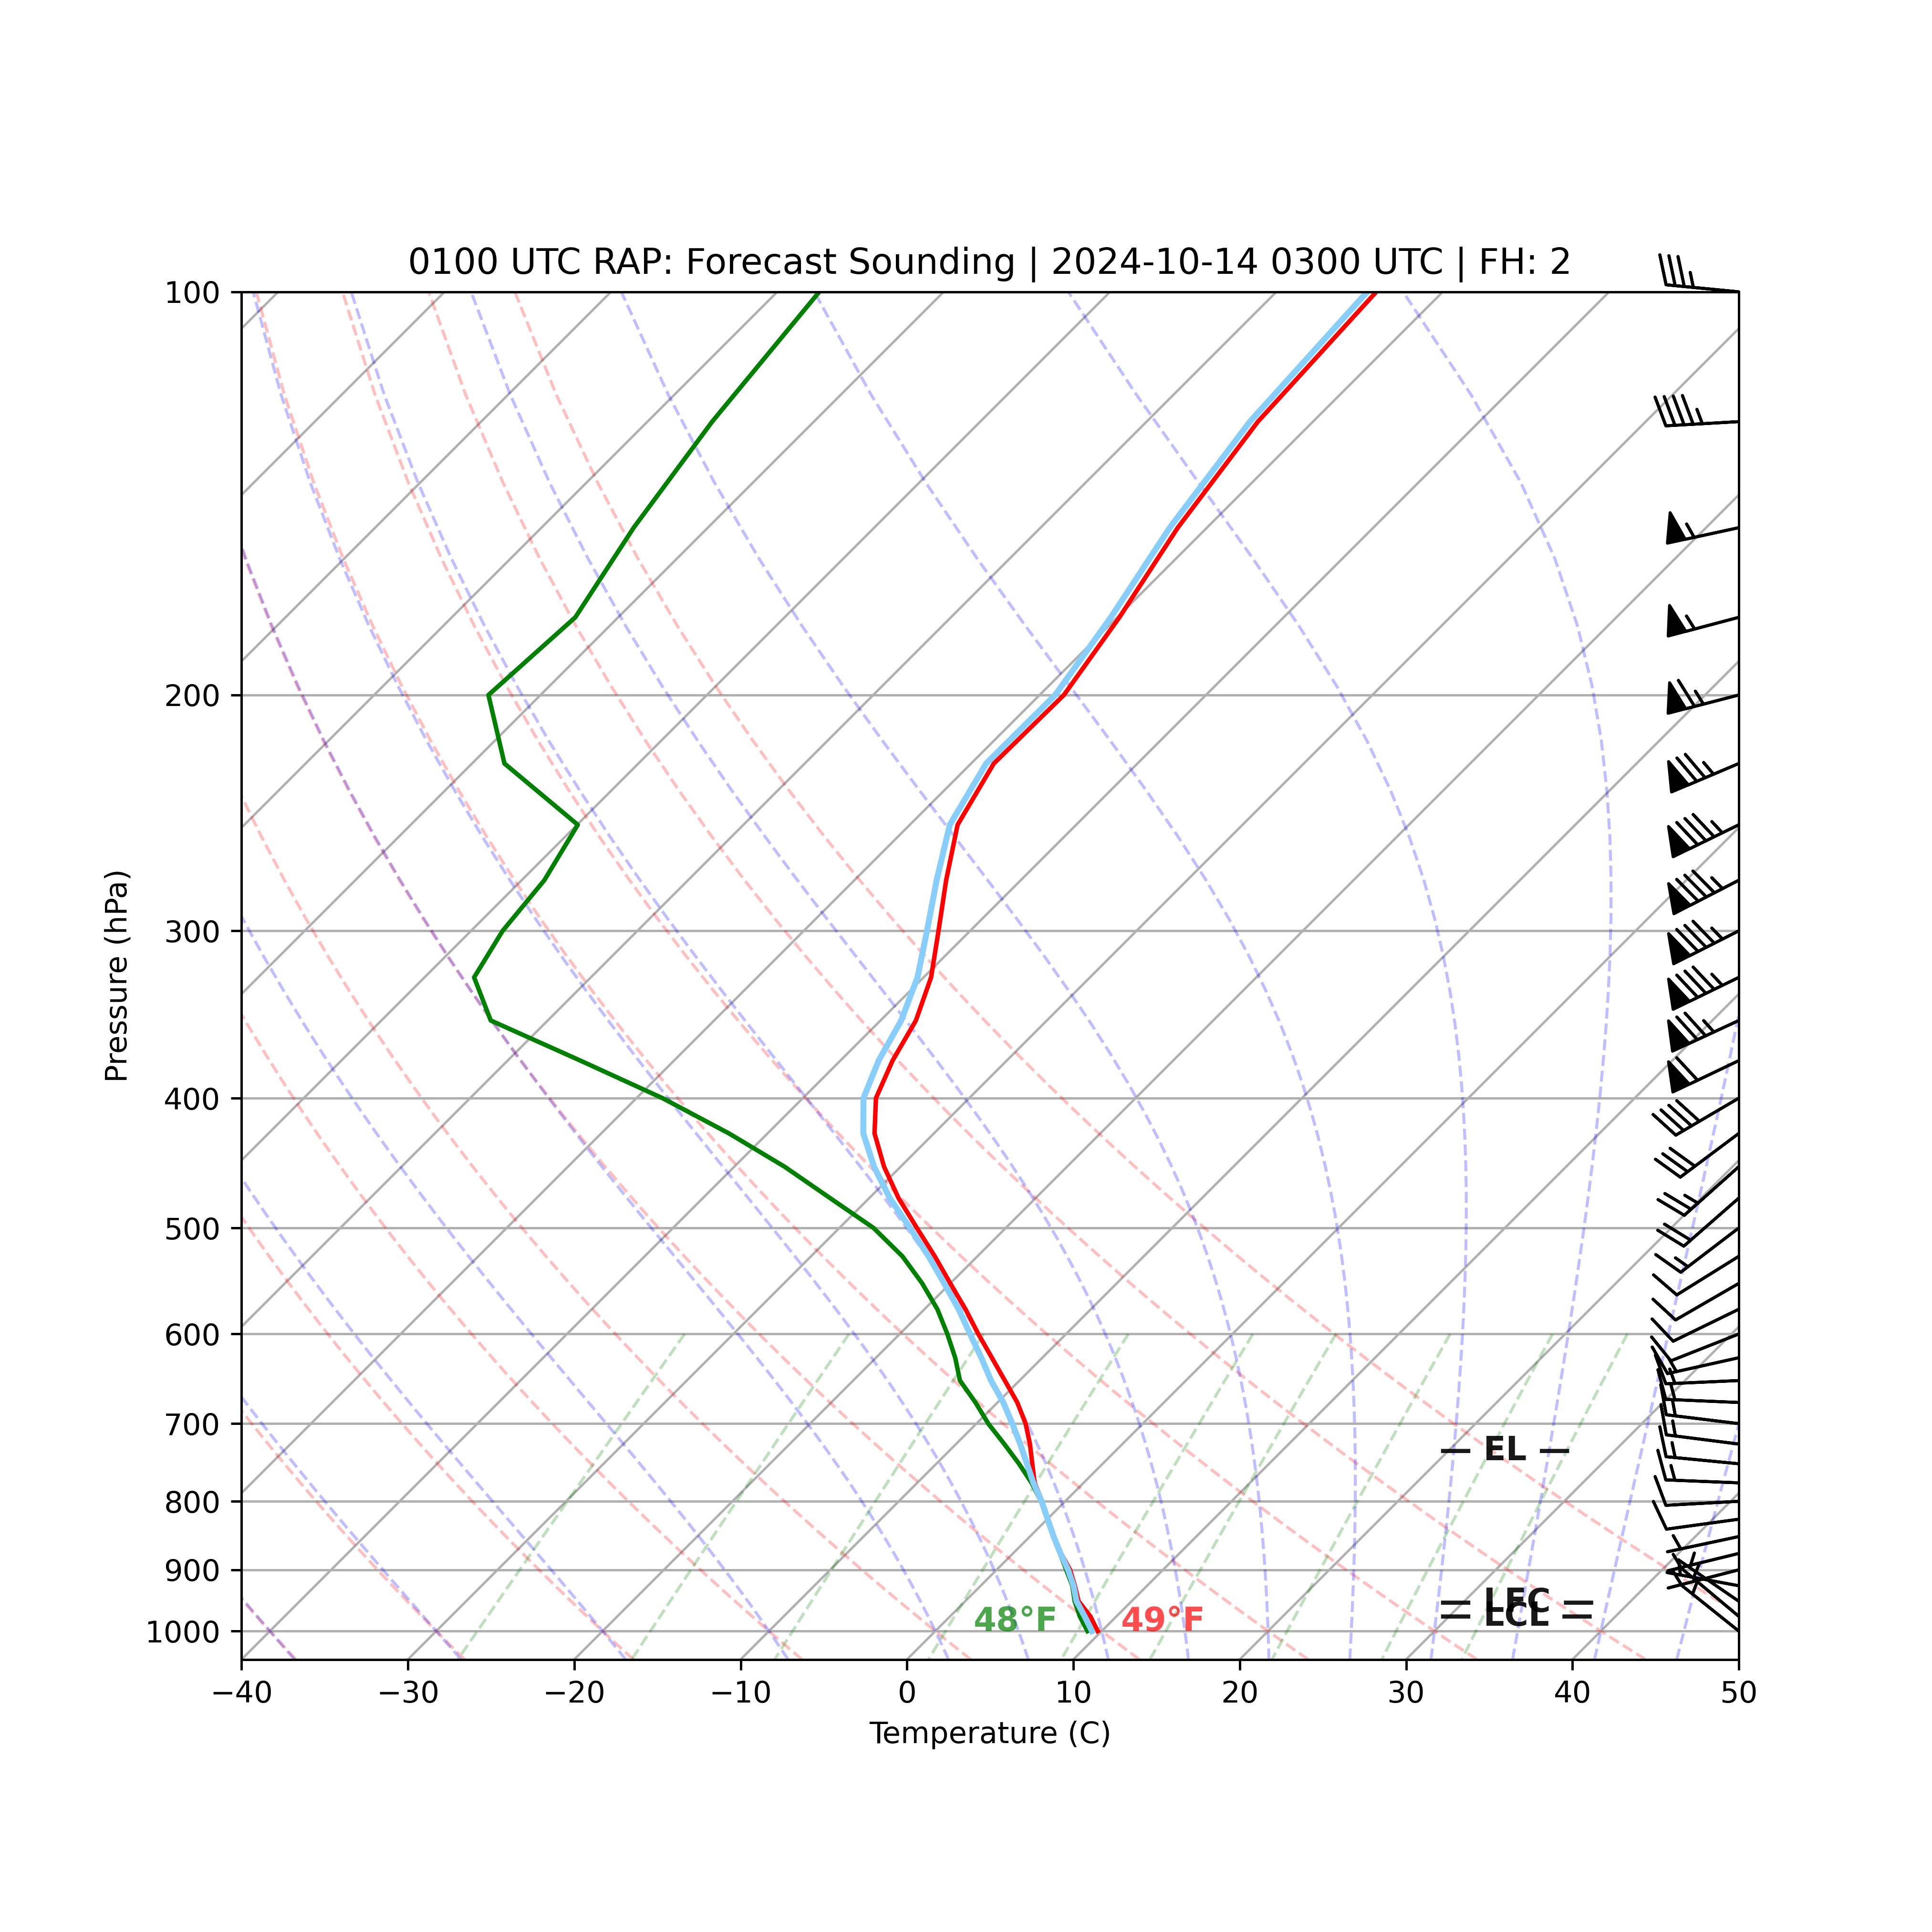 0100 UTC RAP: Forecast Sounding | 2024-10-14 0300 UTC | FH: 2
100
200
300
400
500
600
700
800
900
1000
Pressure (hPa)
— EL —
— LFC —
— LCL —
48°F
49°F
−40 −30 −20 −10 0 10 20 30 40 50
Temperature (C)